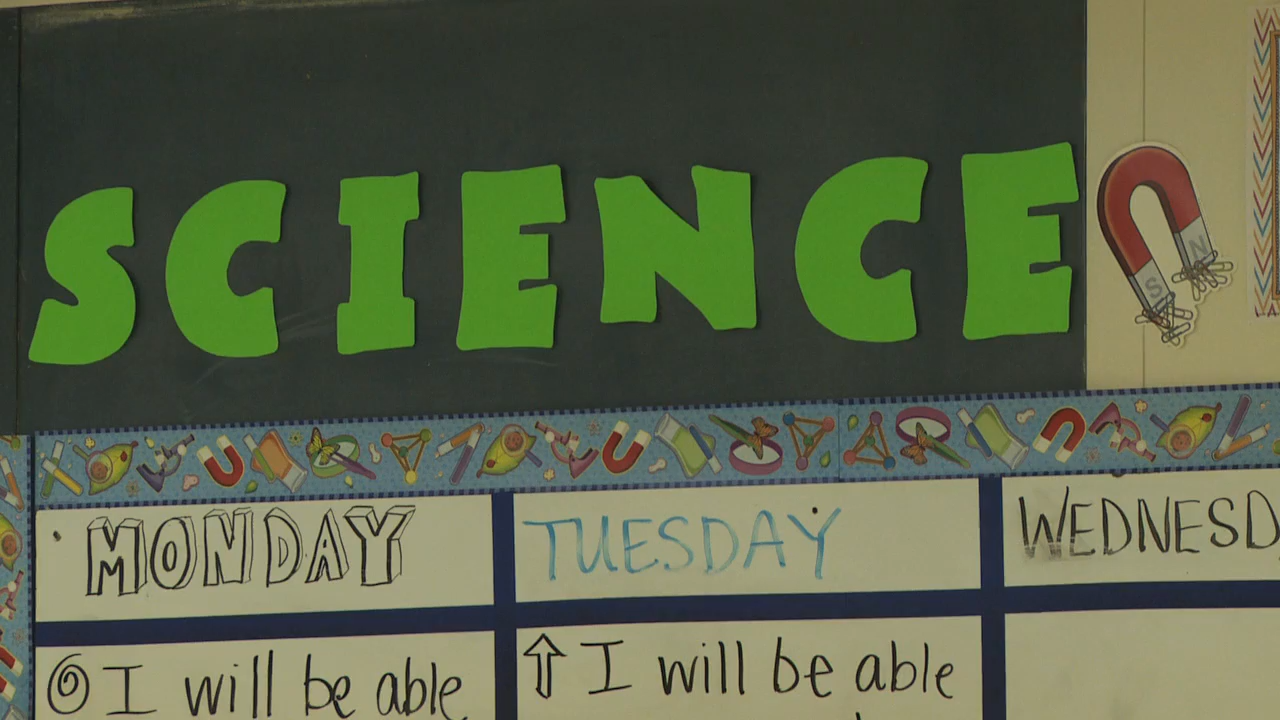 SCIENCE
N
S
MONDAY
TUESDAY
WEDNESD
I will be able
I will be able